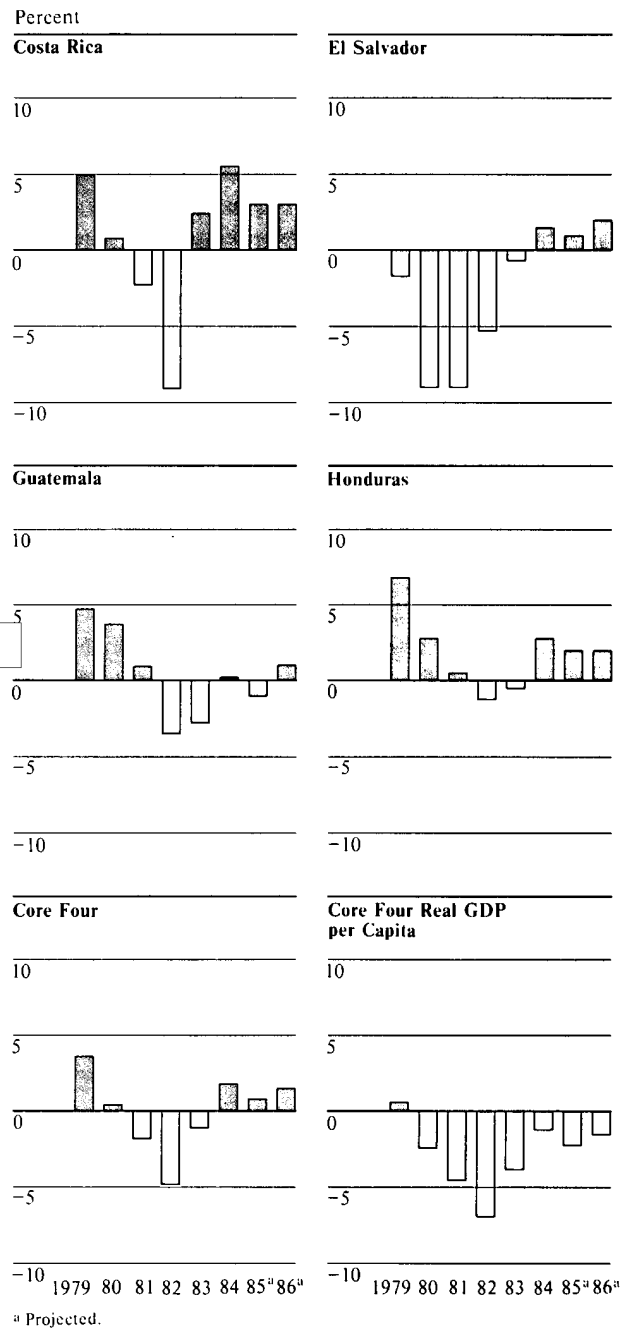 Percent
Costa Rica
10
5
0
−5
−10
El Salvador
10
5
0
−5
−10
Guatemala
10
5
0
−5
−10
Honduras
10
5
0
−5
−10
Core Four
10
5
0
−5
−10
1979 80 81 82 83 84 85ª 86ª
Core Four Real GDP
per Capita
10
5
0
−5
−10
1979 80 81 82 83 84 85ª 86ª
ª Projected.